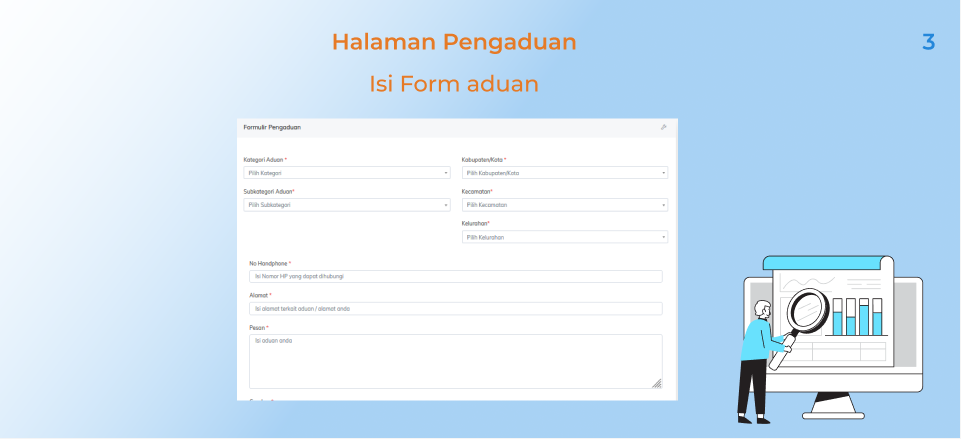 Halaman Pengaduan
3
Isi Form aduan
Formulir Pengaduan
Kategori Aduan *
Kabupaten/Kota *
Pilih Kategori
Pilih Kabupaten/Kota
Subkategori Aduan*
Kecamatan*
Pilih Subkategori
Pilih Kecamatan
Kelurahan*
Pilih Kelurahan
No Handphone *
Isi Nomor HP yang dapat dihubungi
Alamat *
Isi alamat terkait aduan / alamat anda
Pesan *
Isi aduan anda